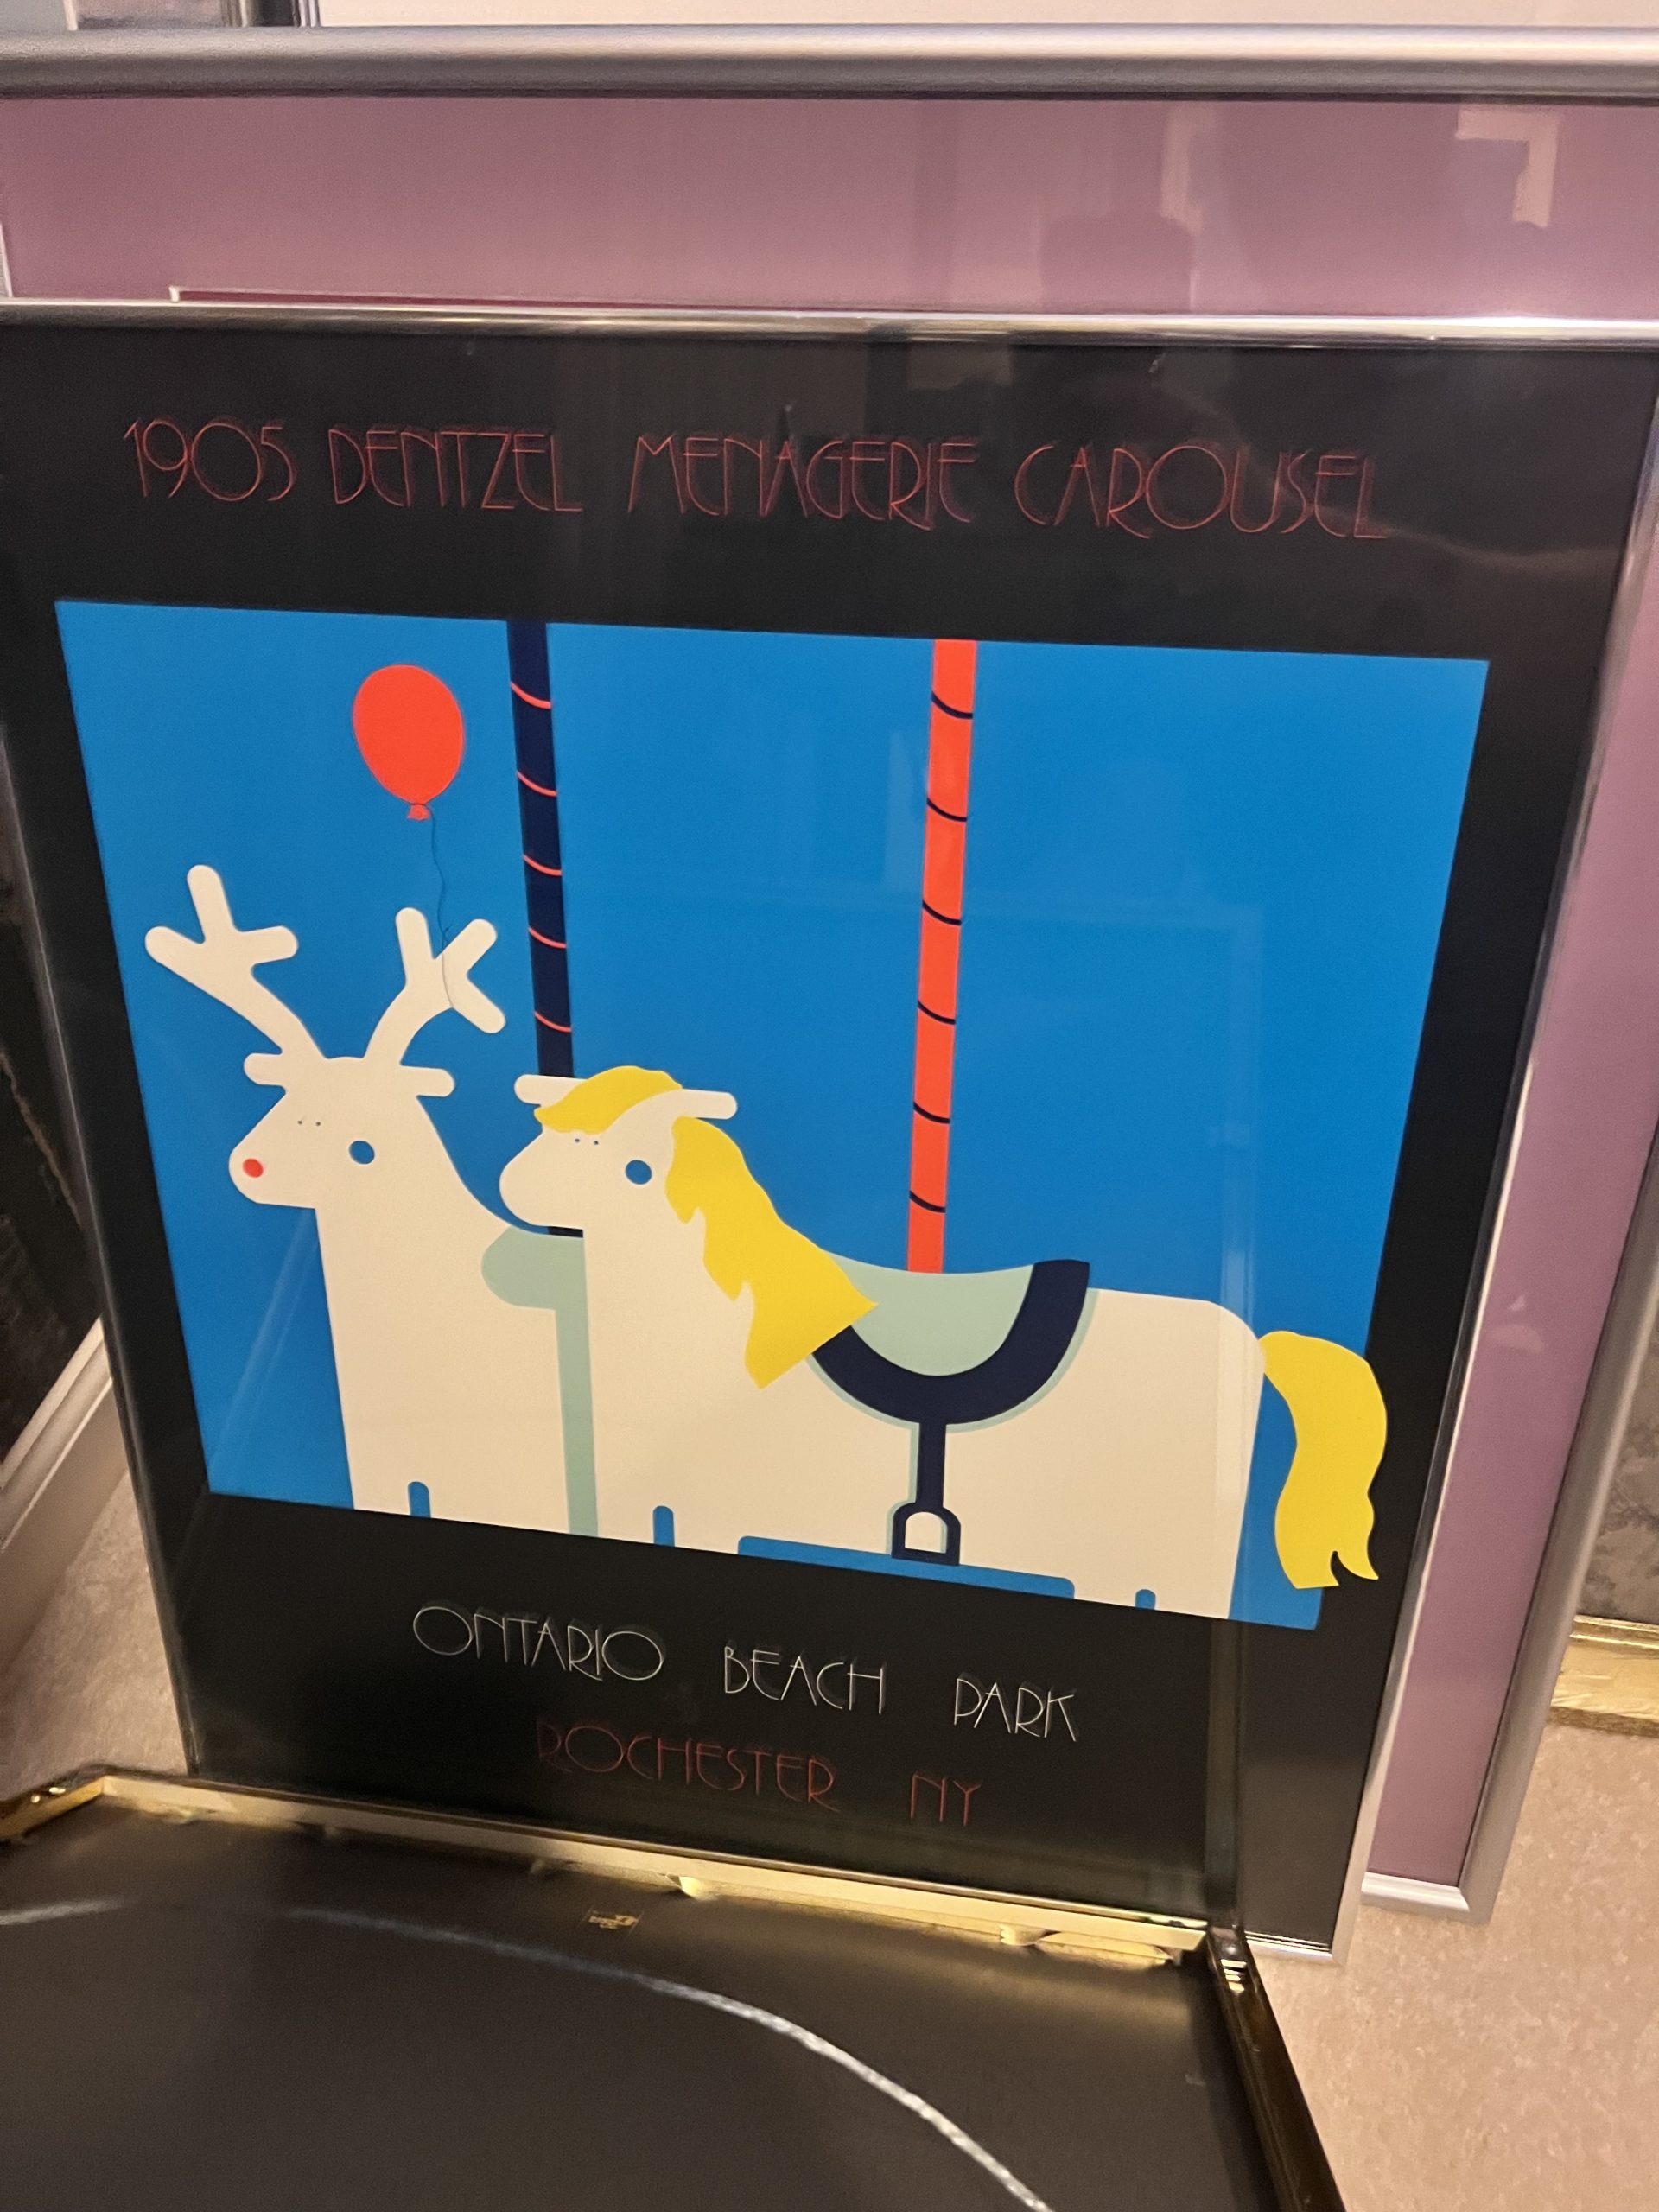 1905 DENTZEL MENAGERIE CAROUSEL
ONTARIO BEACH PARK
ROCHESTER NY